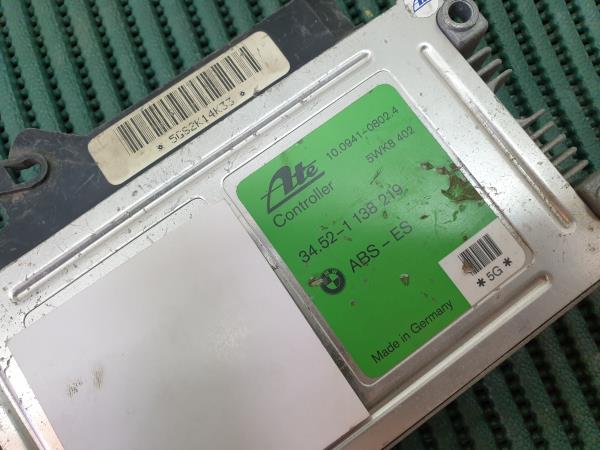 * 5GS2K14K33 *
Ate
Controller
10.0941-0802.4
5WK8 402
34.52-1 138 219
ABS - ES
* 5G *
Made in Germany